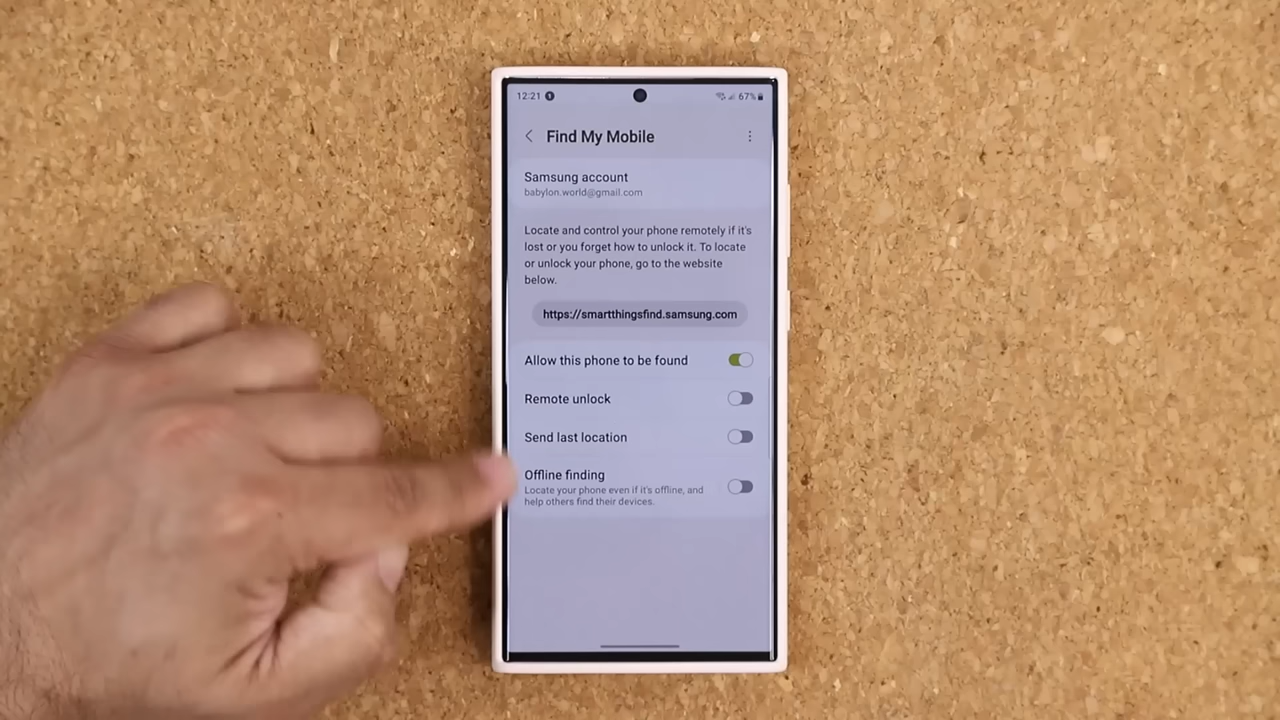 12:21
67%
Find My Mobile
Samsung account
babylon.world@gmail.com
Locate and control your phone remotely if it's
lost or you forget how to unlock it. To locate
or unlock your phone, go to the website
below.
https://smartthingsfind.samsung.com
Allow this phone to be found
Remote unlock
Send last location
Offline finding
Locate your phone even if it's offline, and
help others find their devices.